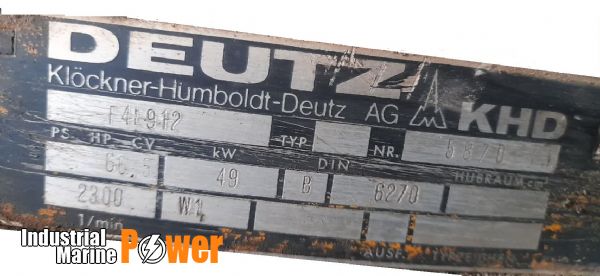 DEUTZ
Klöckner-Humboldt-Deutz AG KHD
F4L912 TYP NR.
PS HP CV kW DIN HUBRAUM
66.5 49 B 6270
2300 W1
1/min
AUSF.
Industrial
Marine Power